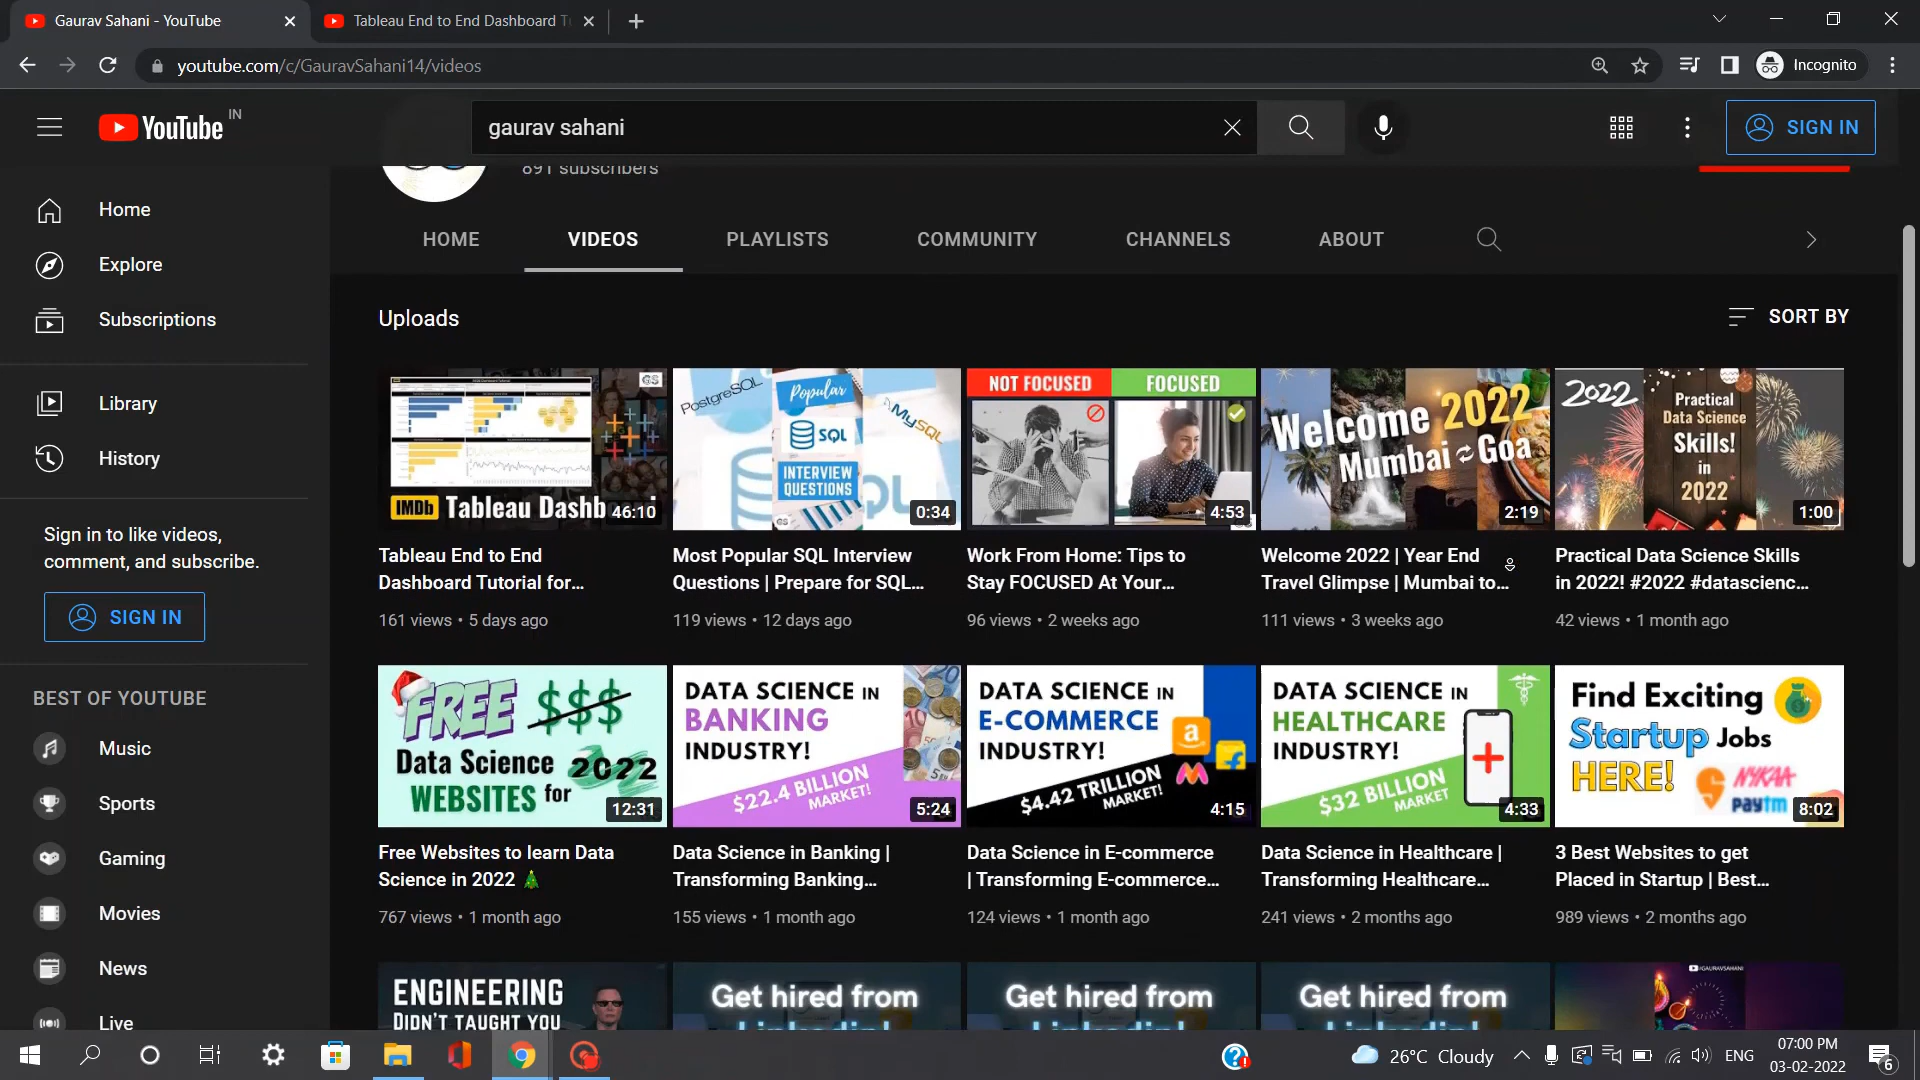 Gaurav Sahani - YouTube
Tableau End to End Dashboard T
youtube.com/c/GauravSahani14/videos
Incognito
YouTube IN
gaurav sahani
SIGN IN
891 subscribers
HOME
VIDEOS
PLAYLISTS
COMMUNITY
CHANNELS
ABOUT
Home
Explore
Subscriptions
Library
History
Sign in to like videos,
comment, and subscribe.
SIGN IN
BEST OF YOUTUBE
Music
Sports
Gaming
Movies
News
Live
Uploads
SORT BY
GS
IMDb Tableau Dashb
46:10
PostgreSQL
Popular
SQL
INTERVIEW
QUESTIONS
MySQL
0:34
NOT FOCUSED
FOCUSED
4:53
Welcome 2022
Mumbai Goa
2:19
2022
Practical
Data Science
Skills!
in
2022
1:00
Tableau End to End
Dashboard Tutorial for...
161 views • 5 days ago
Most Popular SQL Interview
Questions | Prepare for SQL...
119 views • 12 days ago
Work From Home: Tips to
Stay FOCUSED At Your...
96 views • 2 weeks ago
Welcome 2022 | Year End
Travel Glimpse | Mumbai to...
111 views • 3 weeks ago
Practical Data Science Skills
in 2022! #2022 #datascienc...
42 views • 1 month ago
FREE $$$
Data Science 2022
WEBSITES for
12:31
DATA SCIENCE IN
BANKING
INDUSTRY!
$22.4 BILLION
MARKET!
5:24
DATA SCIENCE IN
E-COMMERCE
INDUSTRY!
$4.42 TRILLION
MARKET!
a
4:15
DATA SCIENCE IN
HEALTHCARE
INDUSTRY!
$32 BILLION
MARKET
4:33
Find Exciting
Startup Jobs
HERE!
NYKAA
paytm
8:02
Free Websites to learn Data
Science in 2022 🎄
767 views • 1 month ago
Data Science in Banking |
Transforming Banking...
155 views • 1 month ago
Data Science in E-commerce
| Transforming E-commerce...
124 views • 1 month ago
Data Science in Healthcare |
Transforming Healthcare...
241 views • 2 months ago
3 Best Websites to get
Placed in Startup | Best...
989 views • 2 months ago
ENGINEERING
DIDN'T TAUGHT YOU
Get hired from
Linkedin!
Get hired from
Linkedin!
Get hired from
Linkedin!
/GAURAVSAHANI
26°C Cloudy
ENG
07:00 PM
03-02-2022
6